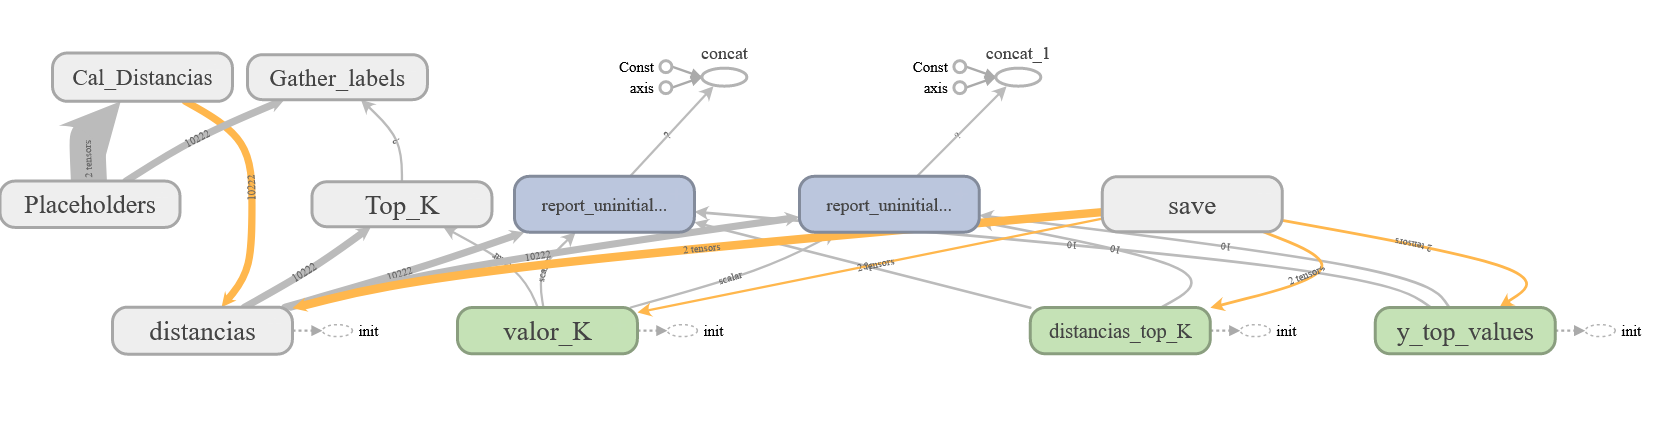 concat
concat_1
Const
Const
Cal_Distancias
Gather_labels
axis
axis
10222
2 tensors
10222
Placeholders
Top_K
report_uninitial...
report_uninitial...
save
2 tensors
10
10
10
2 tensors
10222
10222
10222
scalar
2 tensors
2 tensors
distancias
init
valor_K
init
distancias_top_K
init
y_top_values
init